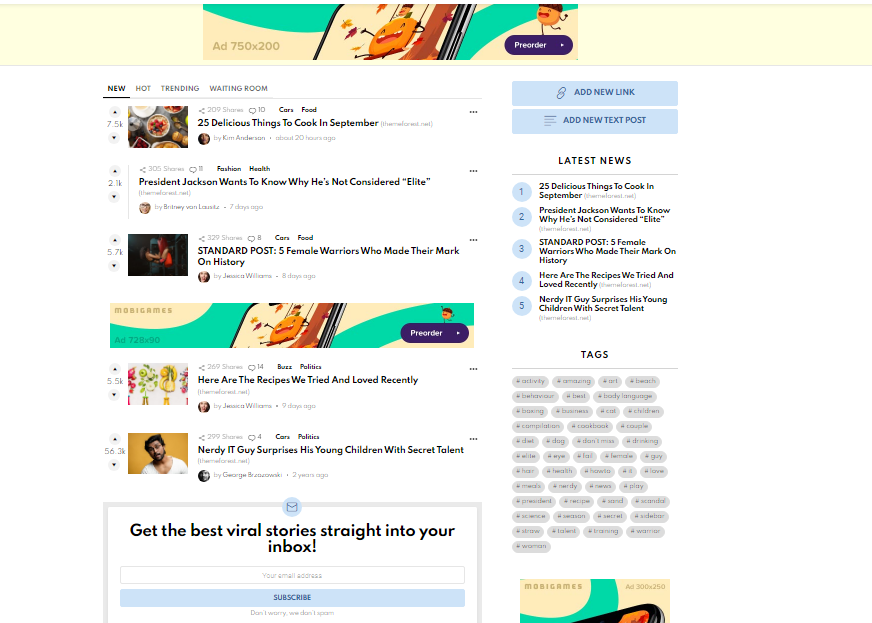 Ad 750x200
Preorder
NEW HOT TRENDING WAITING ROOM
7.5k
209 Shares 10 Cars Food
25 Delicious Things To Cook In September (themeforest.net)
by Kim Anderson • about 20 hours ago
2.1k
305 Shares 11 Fashion Health
President Jackson Wants To Know Why He's Not Considered “Elite”
(themeforest.net)
by Britney van Lausitz • 7 days ago
5.7k
329 Shares 8 Cars Food
STANDARD POST: 5 Female Warriors Who Made Their Mark
On History
by Jessica Williams • 8 days ago
MOBIGAMES
Ad 728x90
Preorder
5.5k
269 Shares 14 Buzz Politics
Here Are The Recipes We Tried And Loved Recently
(themeforest.net)
by Jessica Williams • 9 days ago
56.3k
299 Shares 4 Cars Politics
Nerdy IT Guy Surprises His Young Children With Secret Talent
(themeforest.net)
by George Brzozowski • 2 years ago
Get the best viral stories straight into your
inbox!
Your email address
SUBSCRIBE
Don't worry, we don't spam
ADD NEW LINK
ADD NEW TEXT POST
LATEST NEWS
1 25 Delicious Things To Cook In
September (themeforest.net)
2 President Jackson Wants To Know
Why He's Not Considered “Elite”
(themeforest.net)
3 STANDARD POST: 5 Female
Warriors Who Made Their Mark On
History
4 Here Are The Recipes We Tried And
Loved Recently (themeforest.net)
5 Nerdy IT Guy Surprises His Young
Children With Secret Talent
(themeforest.net)
TAGS
# activity # amazing # art # beach
# behaviour # best # body language
# boxing # business # cat # children
# compilation # cookbook # couple
# diet # dog # don't miss # drinking
# elite # eye # fail # female # guy
# hair # health # howto # it # love
# meals # nerdy # news # play
# president # recipe # sand # scandal
# science # season # secret # sidebar
# straw # talent # training # warrior
# woman
MOBIGAMES Ad 300x250